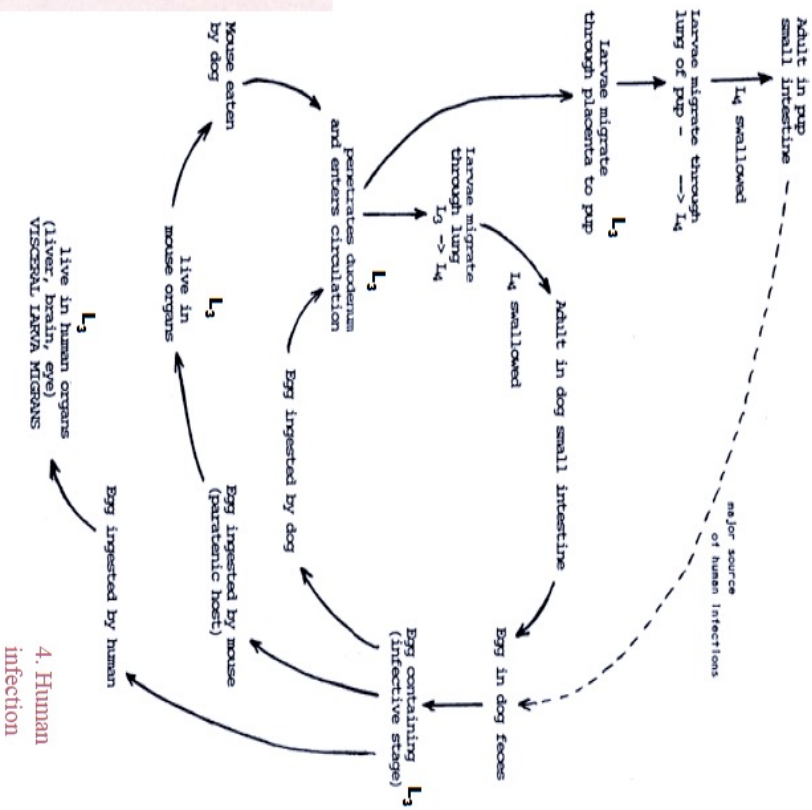 Adult in pup
small intestine
L₄ swallowed
Larvae migrate through
lung of pup - —> L₄
major source
of human infections
Larvae migrate
through placenta to pup
L₃
Adult in dog small intestine
L₄ swallowed
Egg in dog feces
Larvae migrate
through lung
L₃ -> L₄
Egg containing
(infective stage)
L₃
penetrates duodenum
and enters circulation
L₃
Egg ingested by dog
Mouse eaten
by dog
Egg ingested by mouse
(paratenic host)
L₃
live in
mouse organs
Egg ingested by human
L₃
live in human organs
(liver, brain, eye)
VISCERAL LARVA MIGRANS
4. Human
infection